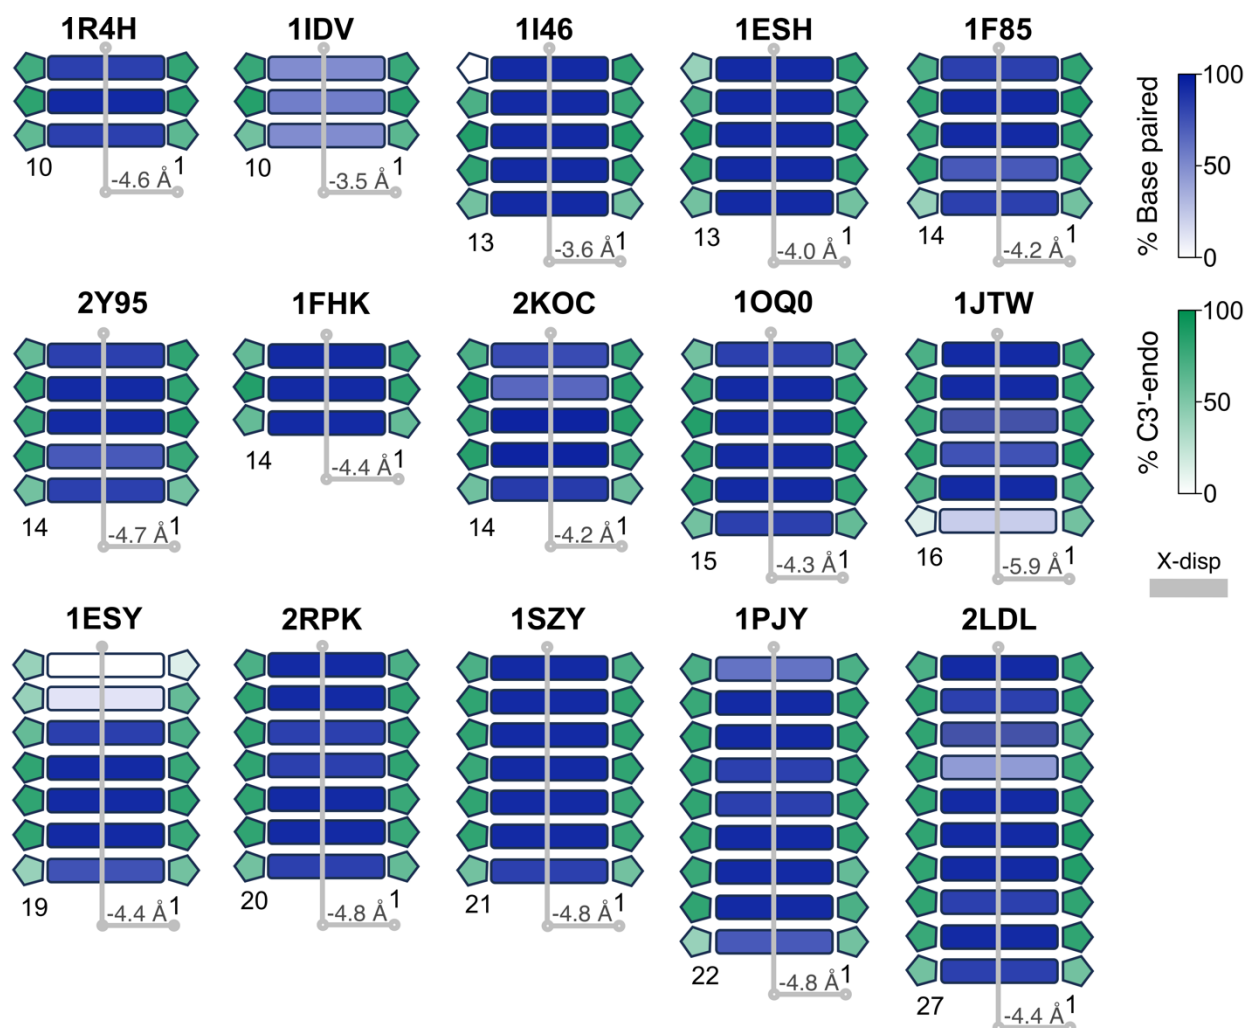 1R4H
1IDV
1I46
1ESH
1F85
10
-4.6 Å
1
10
-3.5 Å
1
13
-3.6 Å
1
13
-4.0 Å
1
14
-4.2 Å
1
% Base paired
100
50
0
2Y95
1FHK
2KOC
1OQ0
1JTW
14
-4.7 Å
1
14
-4.4 Å
1
14
-4.2 Å
1
15
-4.3 Å
1
16
-5.9 Å
1
% C3'-endo
100
50
0
X-disp
1ESY
2RPK
1SZY
1PJY
2LDL
19
-4.4 Å
1
20
-4.8 Å
1
21
-4.8 Å
1
22
-4.8 Å
1
27
-4.4 Å
1